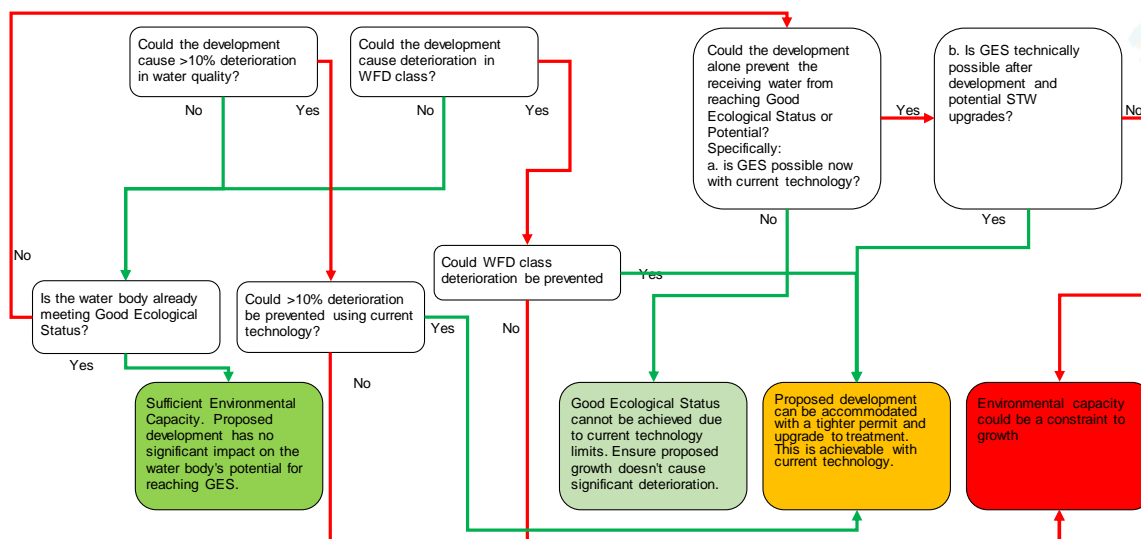 Could the development
cause >10% deterioration
in water quality?
Could the development
cause deterioration in
WFD class?
Could the development
alone prevent the
receiving water from
reaching Good
Ecological Status or
Potential?
Specifically:
a. is GES possible now
with current technology?
b. Is GES technically
possible after
development and
potential STW
upgrades?
No
Yes
No
Yes
Yes
No
No
Yes
No
Could WFD class
deterioration be prevented
Yes
Is the water body already
meeting Good Ecological
Status?
Could >10% deterioration
be prevented using current
technology?
Yes
No
Yes
No
Sufficient Environmental
Capacity. Proposed
development has no
significant impact on the
water body's potential for
reaching GES.
Good Ecological Status
cannot be achieved due
to current technology
limits. Ensure proposed
growth doesn't cause
significant deterioration.
Proposed development
can be accommodated
with a tighter permit and
upgrade to treatment.
This is achievable with
current technology.
Environmental capacity
could be a constraint to
growth